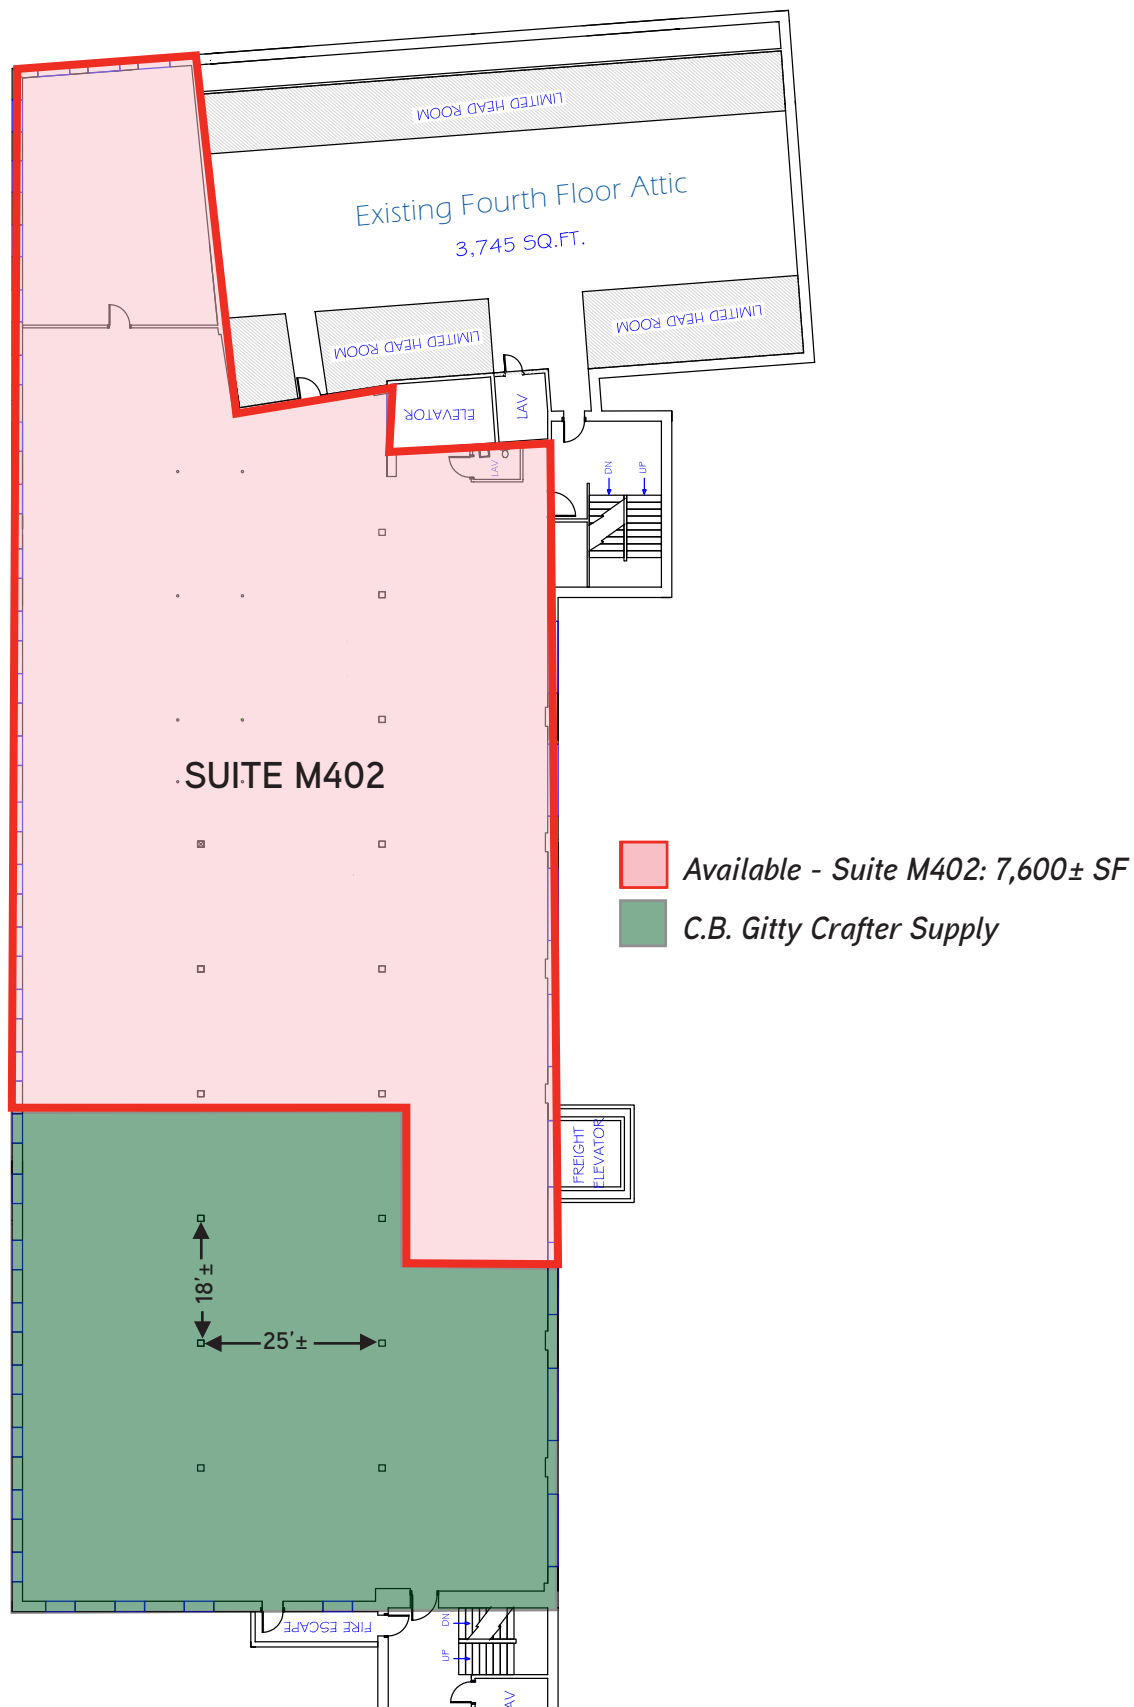 LIMITED HEAD ROOM
Existing Fourth Floor Attic
3,745 SQ.FT.
LIMITED HEAD ROOM
LIMITED HEAD ROOM
ELEVATOR
LAV
LAV
DN
UP
SUITE M402
Available - Suite M402: 7,600± SF
C.B. Gitty Crafter Supply
FREIGHT
ELEVATOR
18'±
25'±
FIRE ESCAPE
DN
UP
AV